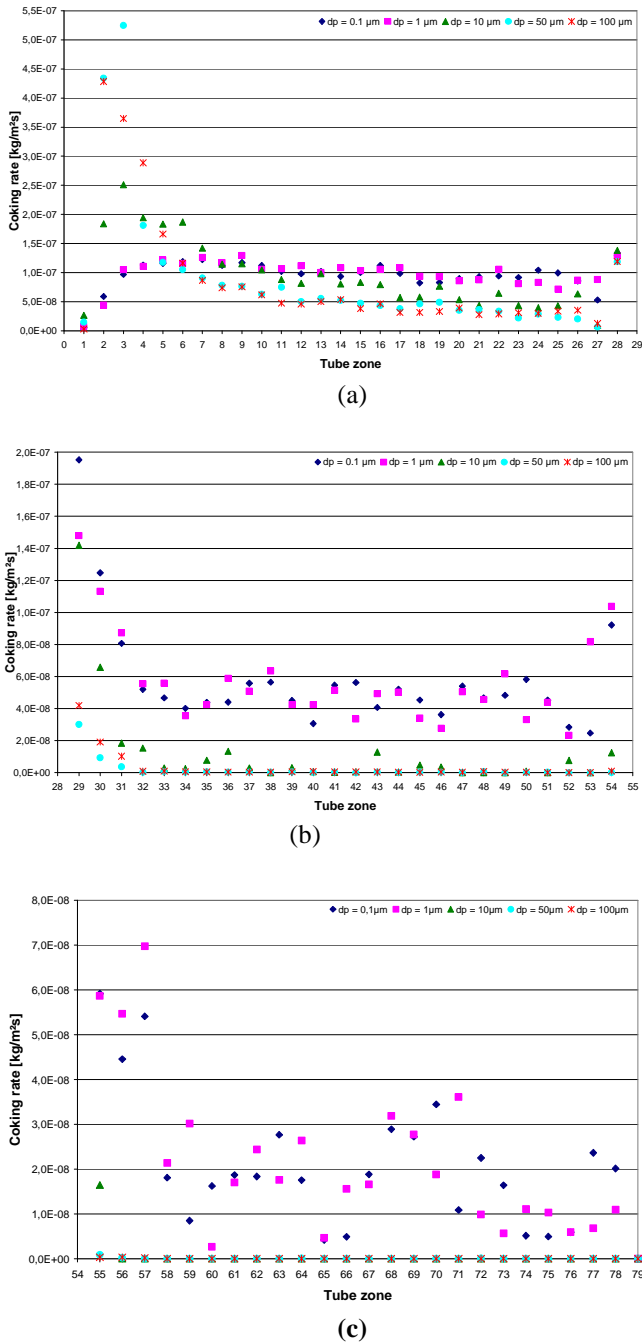 5,5E-07
5,0E-07
4,5E-07
4,0E-07
3,5E-07
3,0E-07
2,5E-07
2,0E-07
1,5E-07
1,0E-07
5,0E-08
0,0E+00
Coking rate [kg/m²s]
dp = 0.1 µm dp = 1 µm dp = 10 µm dp = 50 µm dp = 100 µm
0 1 2 3 4 5 6 7 8 9 10 11 12 13 14 15 16 17 18 19 20 21 22 23 24 25 26 27 28 29
Tube zone
(a)
2,0E-07
1,8E-07
1,6E-07
1,4E-07
1,2E-07
1,0E-07
8,0E-08
6,0E-08
4,0E-08
2,0E-08
0,0E+00
Coking rate [kg/m²s]
dp = 0.1 µm dp = 1 µm dp = 10 µm dp = 50 µm dp = 100 µm
28 29 30 31 32 33 34 35 36 37 38 39 40 41 42 43 44 45 46 47 48 49 50 51 52 53 54 55
Tube zone
(b)
8,0E-08
7,0E-08
6,0E-08
5,0E-08
4,0E-08
3,0E-08
2,0E-08
1,0E-08
0,0E+00
Coking rate [kg/m²s]
dp = 0,1µm dp = 1µm dp = 10µm dp = 50µm dp = 100µm
54 55 56 57 58 59 60 61 62 63 64 65 66 67 68 69 70 71 72 73 74 75 76 77 78 79
Tube zone
(c)